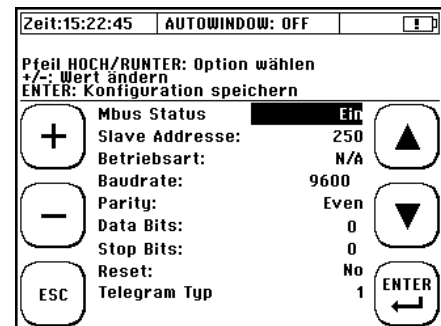 Zeit:15:22:45 AUTOWINDOW: OFF !
Pfeil HOCH/RUNTER: Option wählen
+/-: Wert ändern
ENTER: Konfiguration speichern
Mbus Status Ein
+ Slave Addresse: 250 ▲
Betriebsart: N/A
Baudrate: 9600
− Parity: Even ▼
Data Bits: 0
Stop Bits: 0
Reset: No
ESC Telegram Typ 1 ENTER